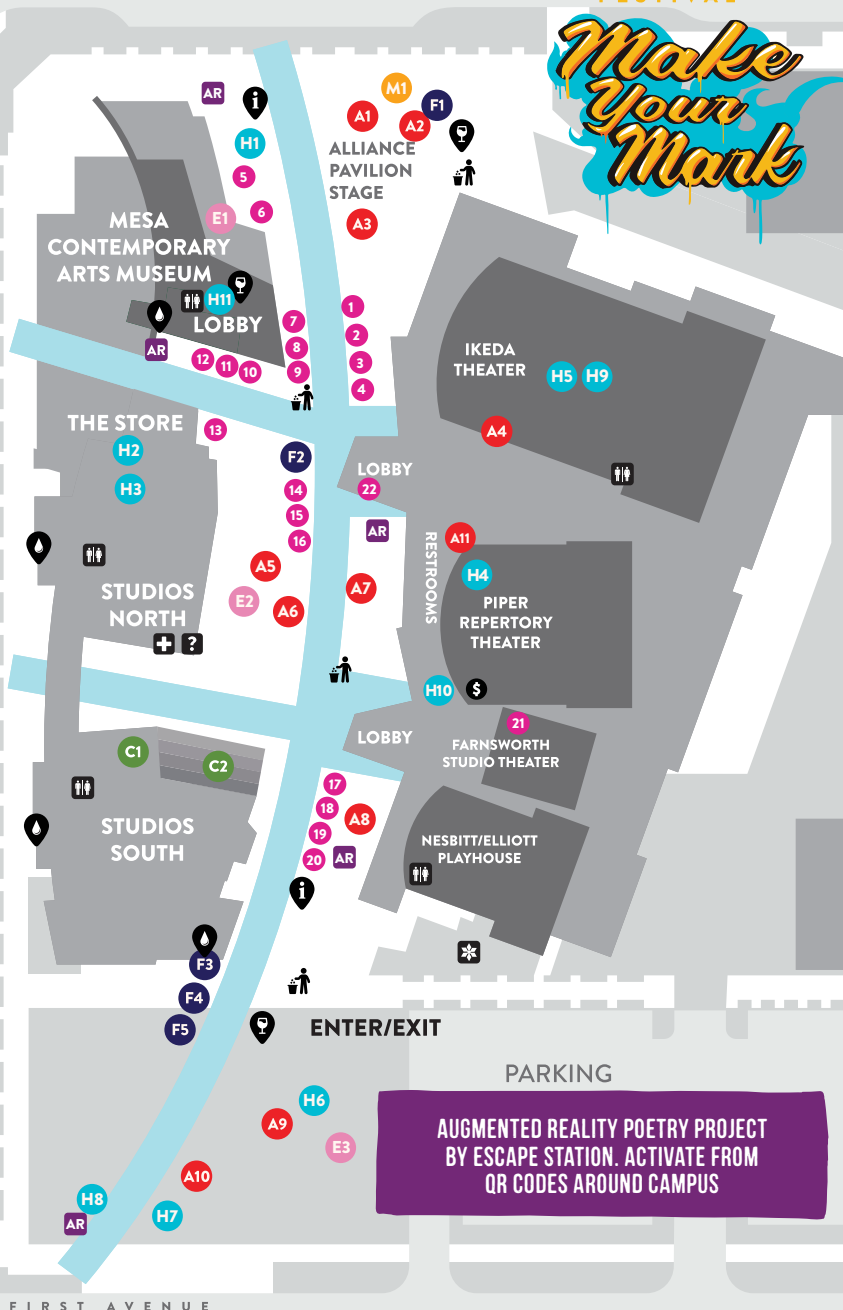 FESTIVAL
Make
Your
Mark
AR
i
M1
F1
A1
A2
H1
ALLIANCE
PAVILION
STAGE
5
6
E1
A3
MESA
CONTEMPORARY
ARTS MUSEUM
H11
LOBBY
AR
1
7
2
8
3
9
4
12
11
10
IKEDA
THEATER
H5
H9
A4
THE STORE
13
H2
H3
F2
LOBBY
22
14
15
16
AR
RESTROOMS
A11
H4
PIPER
REPERTORY
THEATER
A5
E2
A6
A7
STUDIOS
NORTH
?
H10
$
LOBBY
21
FARNSWORTH
STUDIO THEATER
C1
C2
17
18
19
20
A8
AR
STUDIOS
SOUTH
NESBITT/ELLIOTT
PLAYHOUSE
i
F3
F4
F5
ENTER/EXIT
PARKING
AUGMENTED REALITY POETRY PROJECT
BY ESCAPE STATION. ACTIVATE FROM
QR CODES AROUND CAMPUS
H6
A9
E3
A10
H8
H7
AR
FIRST AVENUE